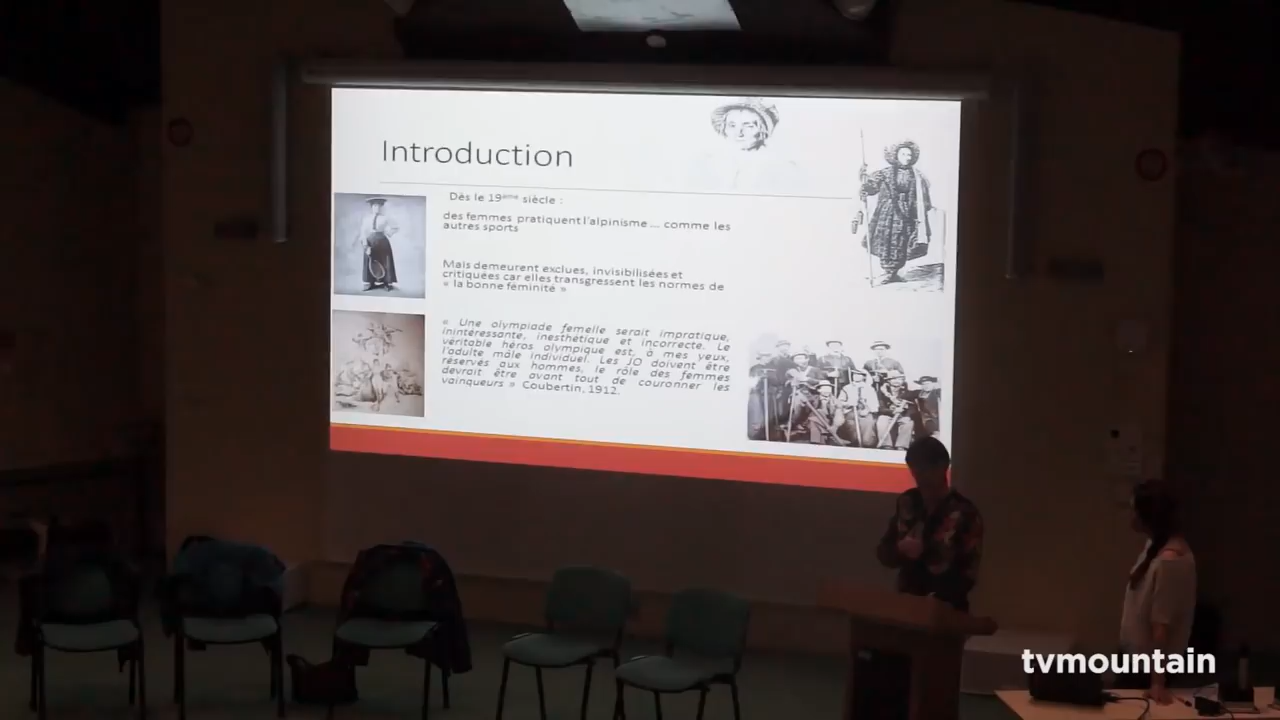 Introduction
Dès le 19ème siècle :
des femmes pratiquent l'alpinisme ... comme les
autres sports
Mais demeurent exclues, invisibilisées et
critiquées car elles transgressent les normes de
« la bonne féminité »
« Une olympiade femelle serait impratique,
inintéressante, inesthétique et incorrecte. Le
véritable héros olympique est, à mes yeux,
l'adulte mâle individuel. Les JO doivent être
réservés aux hommes, le rôle des femmes
devrait être avant tout de couronner les
vainqueurs » Coubertin, 1912.
tvmountain